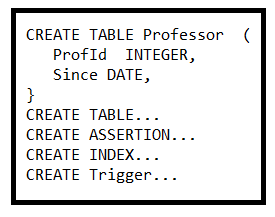 CREATE TABLE Professor (
ProfId INTEGER,
Since DATE,
}
CREATE TABLE...
CREATE ASSERTION...
CREATE INDEX...
CREATE Trigger...